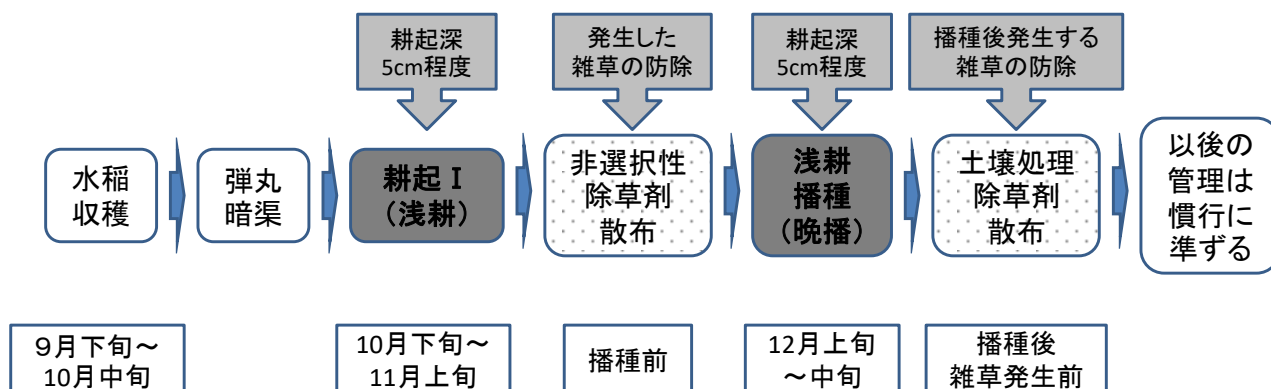 耕起深
5cm程度
発生した
雑草の防除
耕起深
5cm程度
播種後発生する
雑草の防除
水稲
収穫
弾丸
暗渠
耕起Ⅰ
（浅耕）
非選択性
除草剤
散布
浅耕
播種
（晩播）
土壌処理
除草剤
散布
以後の
管理は
慣行に
準ずる
９月下旬～
10月中旬
10月下旬～
11月上旬
播種前
12月上旬
～中旬
播種後
雑草発生前